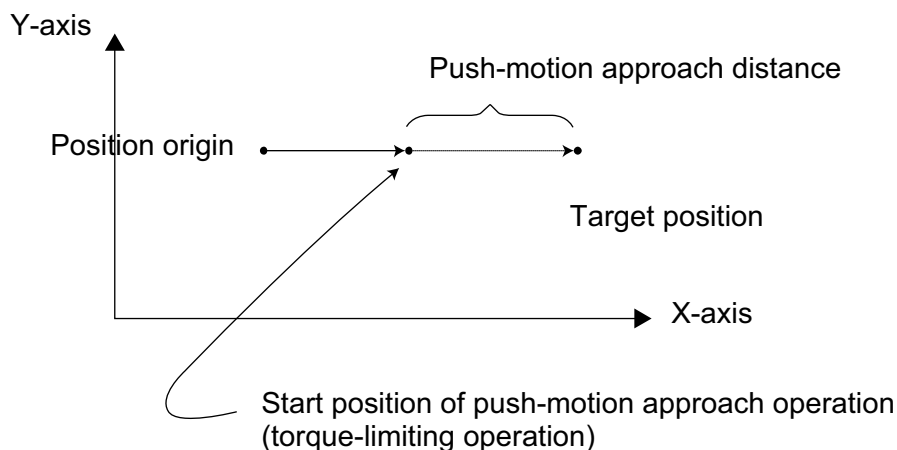 Y-axis
Push-motion approach distance
Position origin
Target position
X-axis
Start position of push-motion approach operation
(torque-limiting operation)